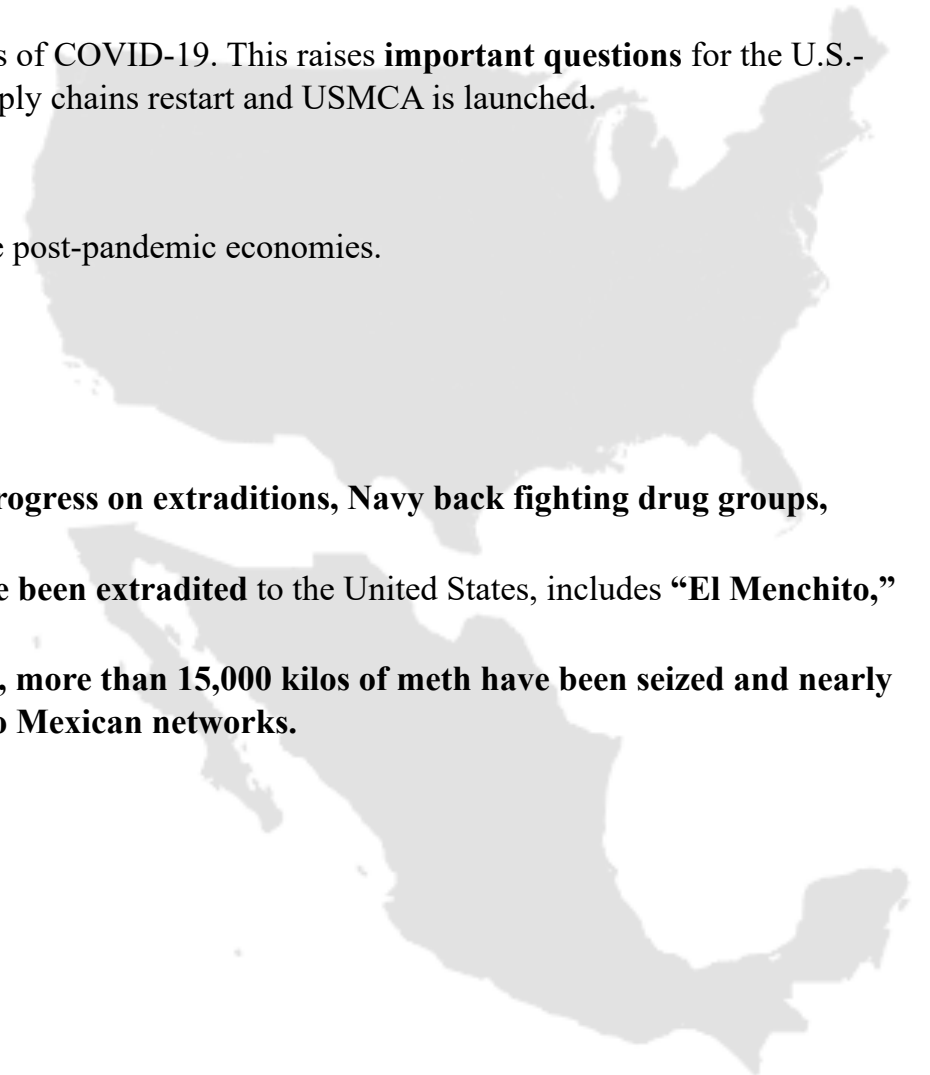 s of COVID-19. This raises important questions for the U.S.-
ply chains restart and USMCA is launched.
e post-pandemic economies.
rogress on extraditions, Navy back fighting drug groups,
e been extradited to the United States, includes “El Menchito,”
, more than 15,000 kilos of meth have been seized and nearly
o Mexican networks.